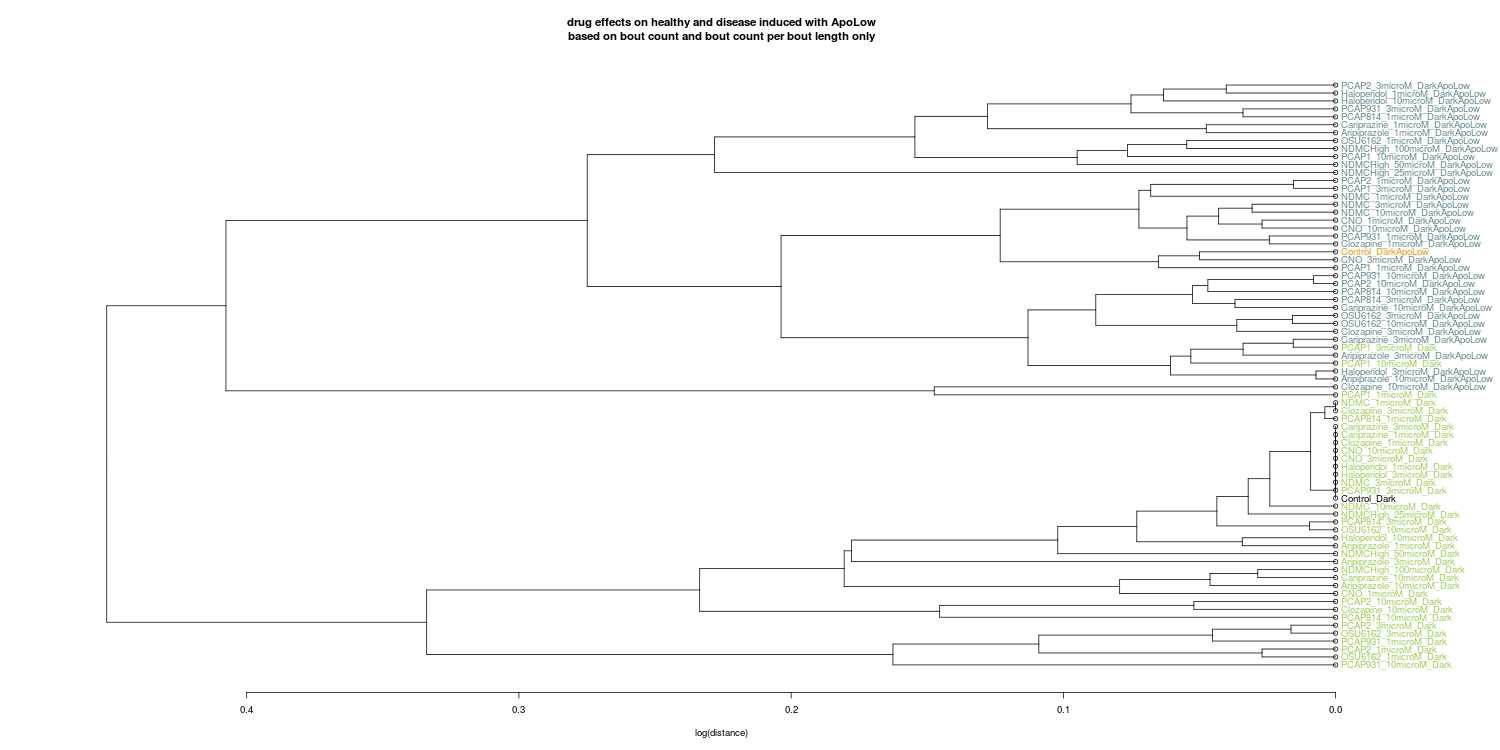 drug effects on healthy and disease induced with ApoLow
based on bout count and bout count per bout length only
PCAP2_3microM_DarkApoLow
Haloperidol_1microM_DarkApoLow
Haloperidol_10microM_DarkApoLow
PCAP931_3microM_DarkApoLow
PCAP814_1microM_DarkApoLow
Cariprazine_1microM_DarkApoLow
Aripiprazole_1microM_DarkApoLow
OSU6162_1microM_DarkApoLow
NDMCHigh_100microM_DarkApoLow
PCAP1_10microM_DarkApoLow
NDMCHigh_50microM_DarkApoLow
NDMCHigh_25microM_DarkApoLow
PCAP2_1microM_DarkApoLow
PCAP1_3microM_DarkApoLow
NDMC_1microM_DarkApoLow
NDMC_3microM_DarkApoLow
NDMC_10microM_DarkApoLow
CNO_1microM_DarkApoLow
CNO_10microM_DarkApoLow
PCAP931_1microM_DarkApoLow
Clozapine_1microM_DarkApoLow
Control_DarkApoLow
CNO_3microM_DarkApoLow
PCAP1_1microM_DarkApoLow
PCAP931_10microM_DarkApoLow
PCAP2_10microM_DarkApoLow
PCAP814_10microM_DarkApoLow
PCAP814_3microM_DarkApoLow
Cariprazine_10microM_DarkApoLow
OSU6162_3microM_DarkApoLow
OSU6162_10microM_DarkApoLow
Clozapine_3microM_DarkApoLow
Cariprazine_3microM_DarkApoLow
PCAP1_3microM_Dark
Aripiprazole_3microM_DarkApoLow
PCAP1_10microM_Dark
Haloperidol_3microM_DarkApoLow
Aripiprazole_10microM_DarkApoLow
Clozapine_10microM_DarkApoLow
PCAP1_1microM_Dark
NDMC_1microM_Dark
Clozapine_3microM_Dark
PCAP814_1microM_Dark
Cariprazine_3microM_Dark
Cariprazine_1microM_Dark
Clozapine_1microM_Dark
CNO_10microM_Dark
CNO_3microM_Dark
Haloperidol_1microM_Dark
Haloperidol_3microM_Dark
NDMC_3microM_Dark
PCAP931_3microM_Dark
Control_Dark
NDMC_10microM_Dark
NDMCHigh_25microM_Dark
PCAP814_3microM_Dark
OSU6162_10microM_Dark
Haloperidol_10microM_Dark
Aripiprazole_1microM_Dark
NDMCHigh_50microM_Dark
Aripiprazole_3microM_Dark
NDMCHigh_100microM_Dark
Cariprazine_10microM_Dark
Aripiprazole_10microM_Dark
CNO_1microM_Dark
PCAP2_10microM_Dark
Clozapine_10microM_Dark
PCAP814_10microM_Dark
PCAP2_3microM_Dark
OSU6162_3microM_Dark
PCAP931_1microM_Dark
PCAP2_1microM_Dark
OSU6162_1microM_Dark
PCAP931_10microM_Dark
0.4 0.3 0.2 0.1 0.0
log(distance)